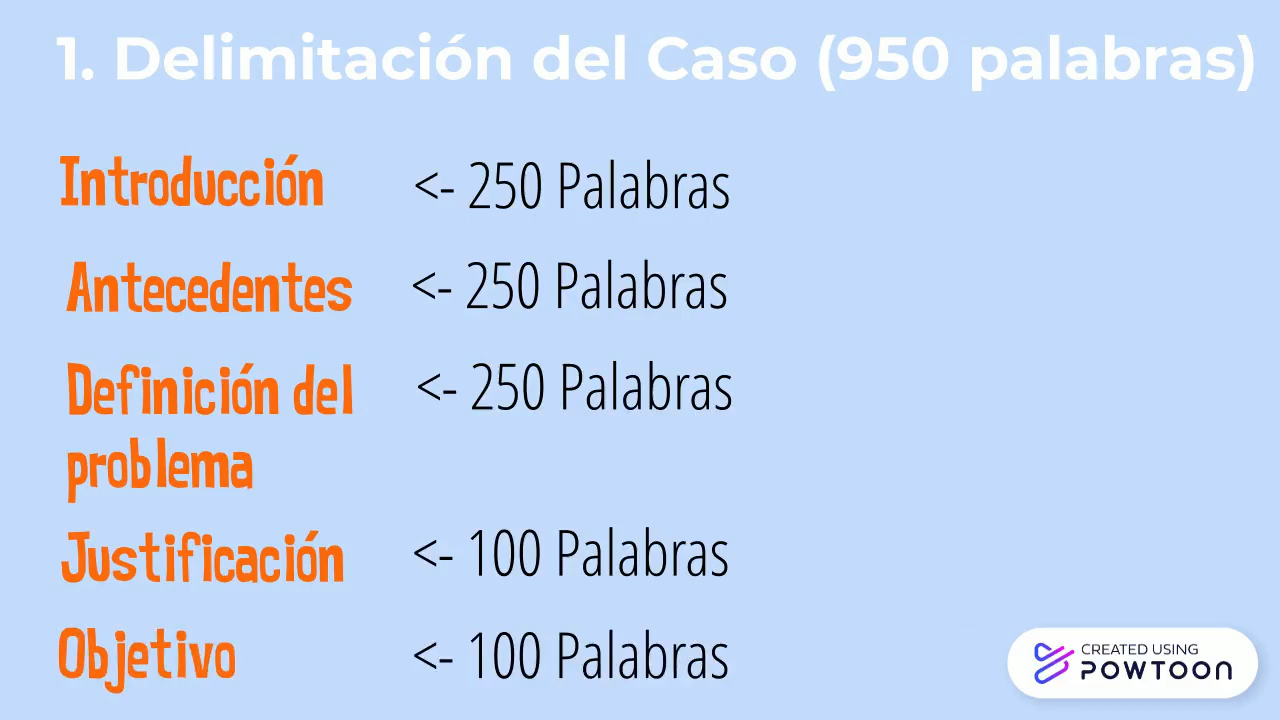 1. Delimitación del Caso (950 palabras)
Introducción <- 250 Palabras
Antecedentes <- 250 Palabras
Definición del <- 250 Palabras
problema
Justificación <- 100 Palabras
Objetivo <- 100 Palabras
CREATED USING
POWTOON